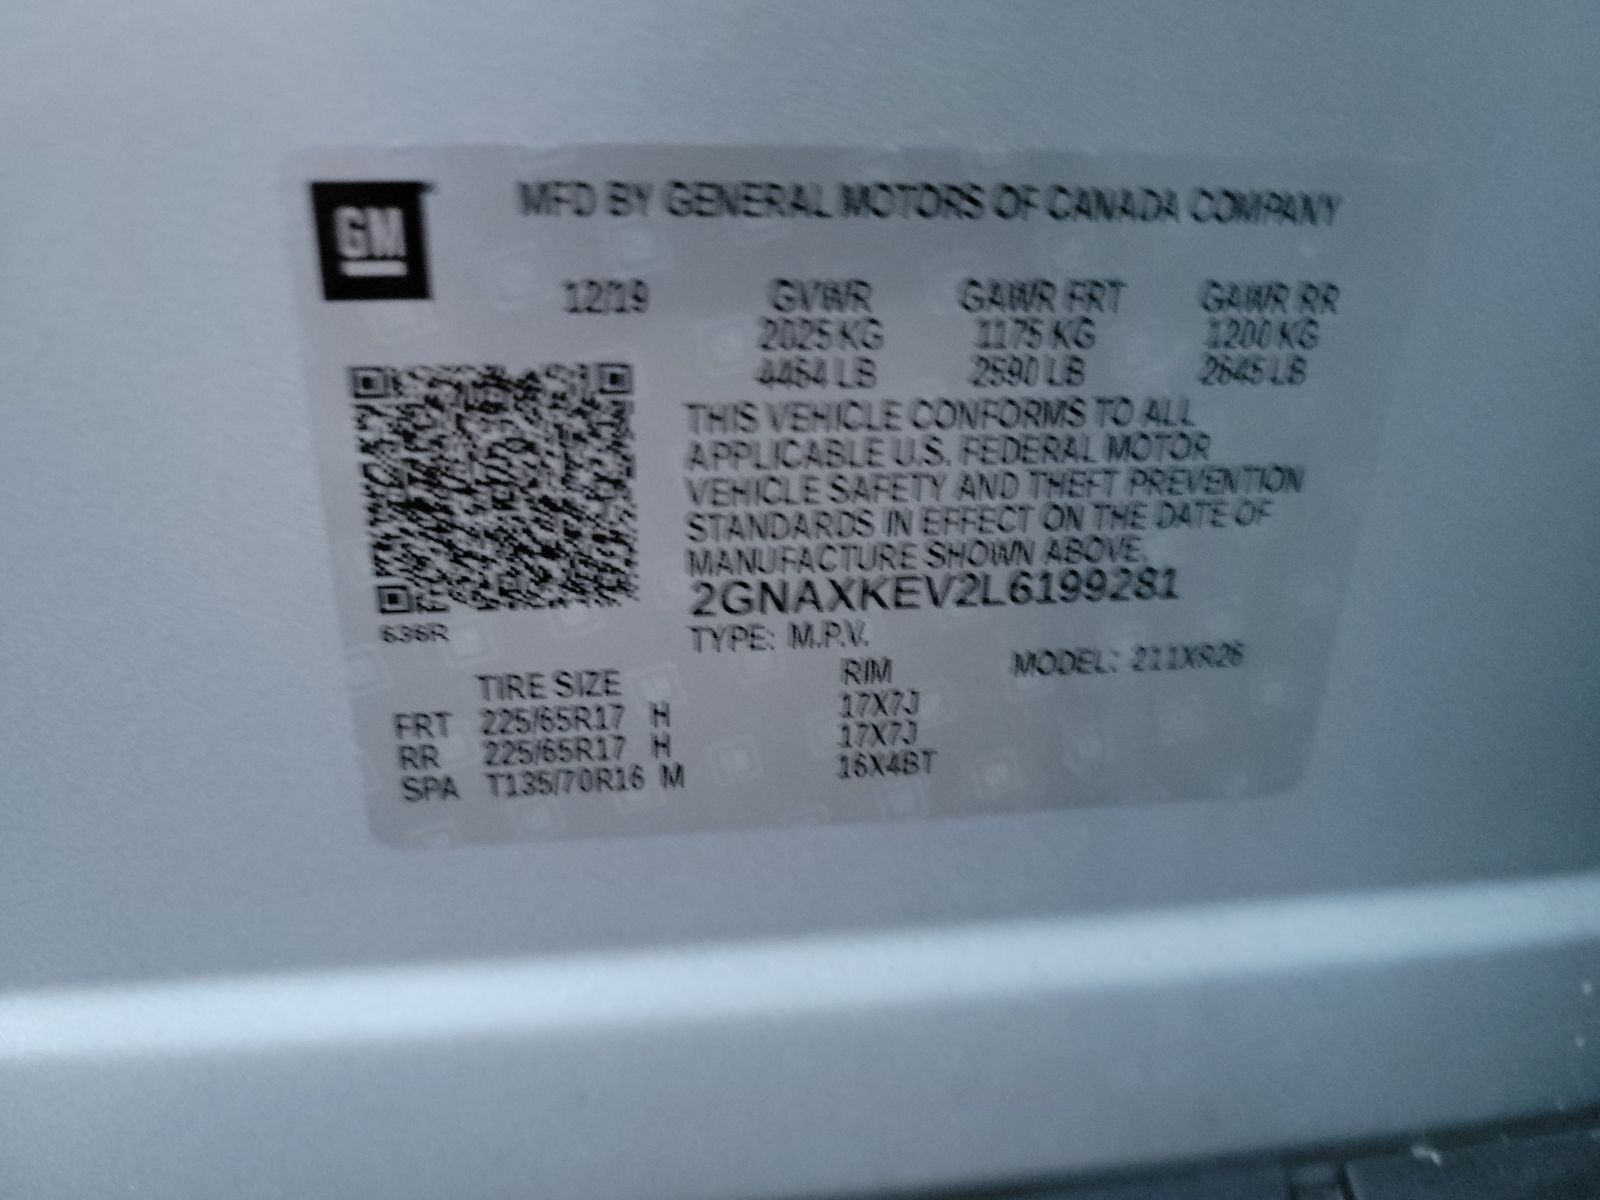 GM
MFD BY GENERAL MOTORS OF CANADA COMPANY
12/19 GVWR GAWR FRT GAWR RR
2025 KG 1175 KG 1200 KG
4464 LB 2590 LB 2645 LB
THIS VEHICLE CONFORMS TO ALL
APPLICABLE U.S. FEDERAL MOTOR
VEHICLE SAFETY AND THEFT PREVENTION
STANDARDS IN EFFECT ON THE DATE OF
MANUFACTURE SHOWN ABOVE.
2GNAXKEV2L6199281
636R
TYPE: M.P.V.
MODEL: 211XR26
TIRE SIZE RIM
FRT 225/65R17 H 17X7J
RR 225/65R17 H 17X7J
SPA T135/70R16 M 16X4BT